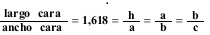 largo cara / ancho cara = 1,618 = h / a = a / b = b / c